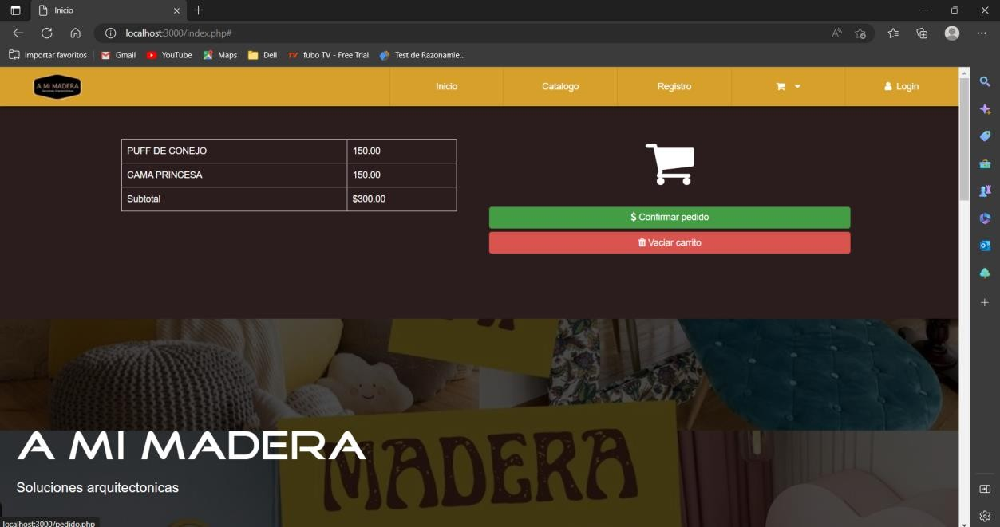 Inicio
localhost:3000/index.php#
Importar favoritos Gmail YouTube Maps Dell fubo TV - Free Trial Test de Razonamie...
A MI MADERA
Inicio Catalogo Registro Login
PUFF DE CONEJO 150.00
CAMA PRINCESA 150.00
Subtotal $300.00
$ Confirmar pedido
Vaciar carrito
A MI MADERA
MADERA
Soluciones arquitectonicas
localhost:3000/pedido.php